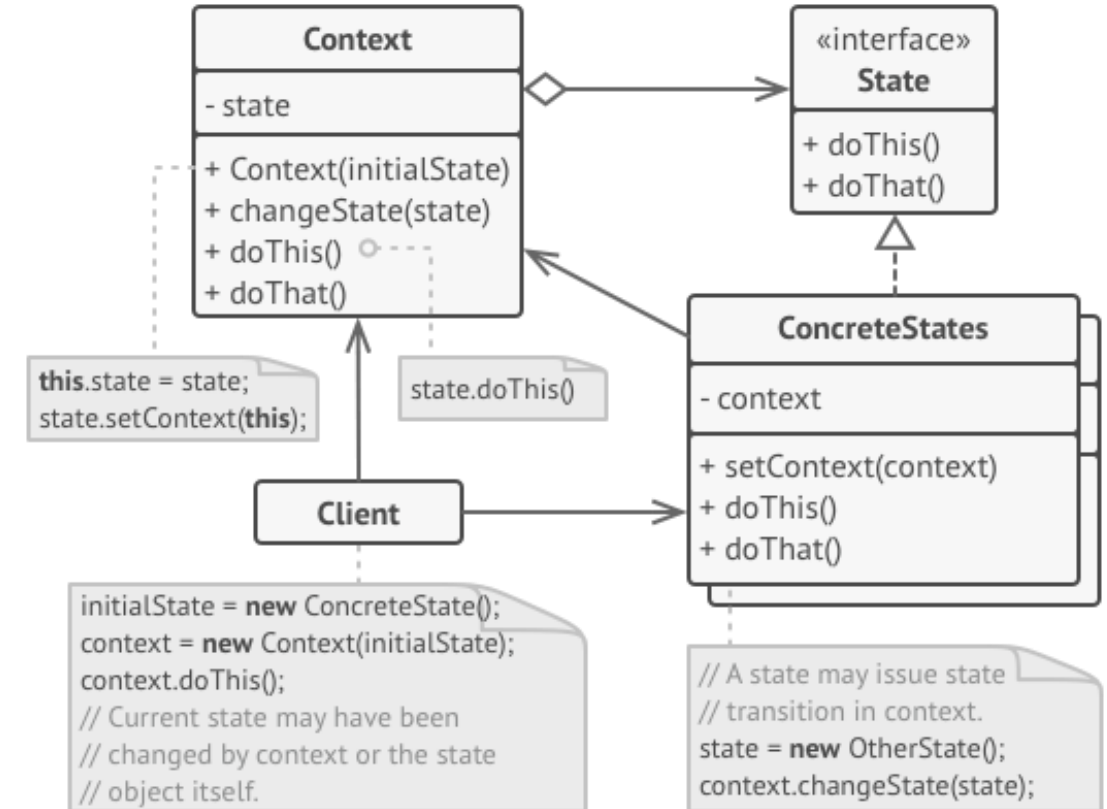 Context
- state
+ Context(initialState)
+ changeState(state)
+ doThis()
+ doThat()
«interface»
State
+ doThis()
+ doThat()
this.state = state;
state.setContext(this);
state.doThis()
ConcreteStates
- context
+ setContext(context)
+ doThis()
+ doThat()
Client
initialState = new ConcreteState();
context = new Context(initialState);
context.doThis();
// Current state may have been
// changed by context or the state
// object itself.
// A state may issue state
// transition in context.
state = new OtherState();
context.changeState(state);